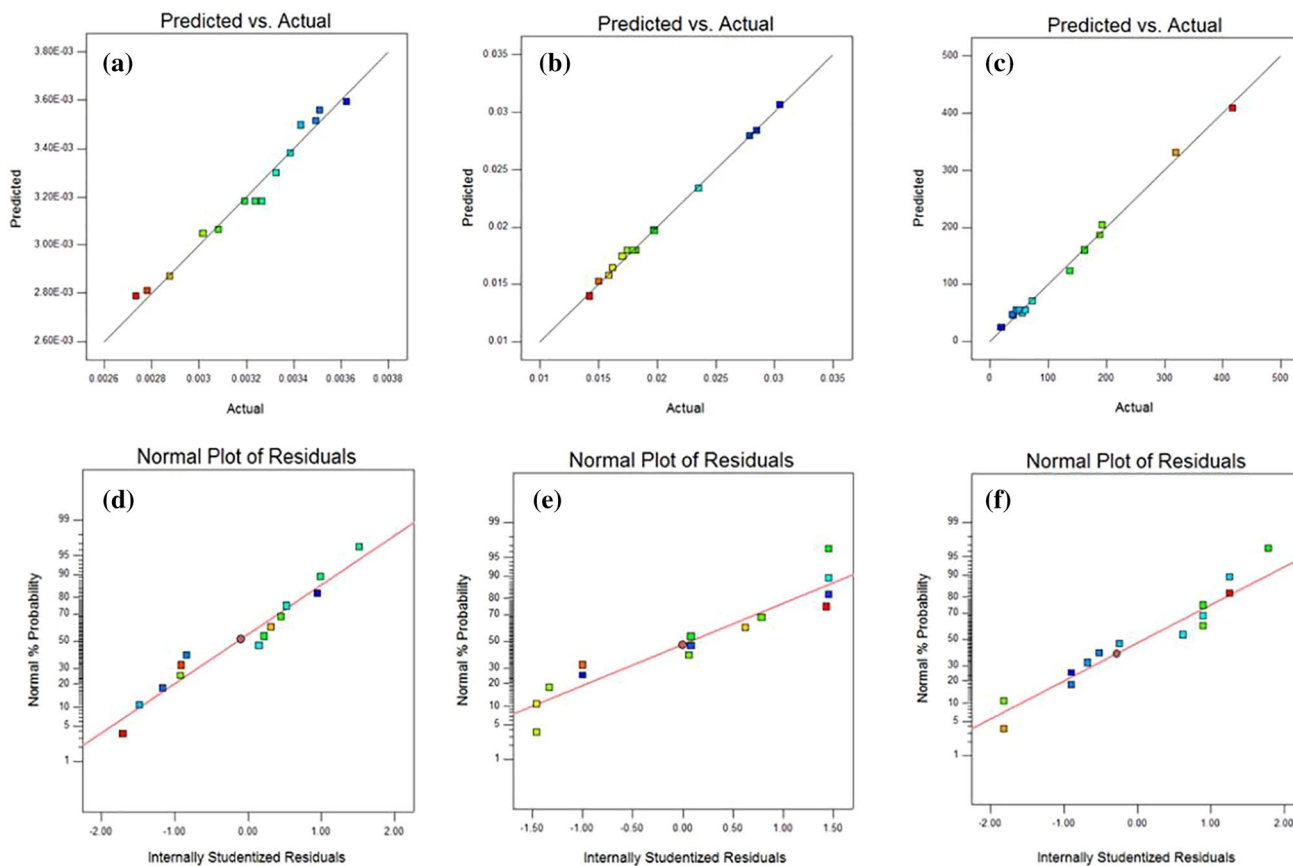 Predicted vs. Actual
(a)
3.80E-03
3.60E-03
3.40E-03
3.20E-03
3.00E-03
2.80E-03
2.60E-03
Predicted
0.0026 0.0028 0.003 0.0032 0.0034 0.0036 0.0038
Actual
Predicted vs. Actual
(b)
0.035
0.03
0.025
0.02
0.015
0.01
Predicted
0.01 0.015 0.02 0.025 0.03 0.035
Actual
Predicted vs. Actual
(c)
500
400
300
200
100
0
Predicted
0 100 200 300 400 500
Actual
Normal Plot of Residuals
(d)
99
95
90
80
70
50
30
20
10
5
1
Normal % Probability
-2.00 -1.00 0.00 1.00 2.00
Internally Studentized Residuals
Normal Plot of Residuals
(e)
99
95
90
80
70
50
30
20
10
5
1
Normal % Probability
-1.50 -1.00 -0.50 0.00 0.50 1.00 1.50
Internally Studentized Residuals
Normal Plot of Residuals
(f)
99
95
90
80
70
50
30
20
10
5
1
Normal % Probability
-2.00 -1.00 0.00 1.00 2.00
Internally Studentized Residuals